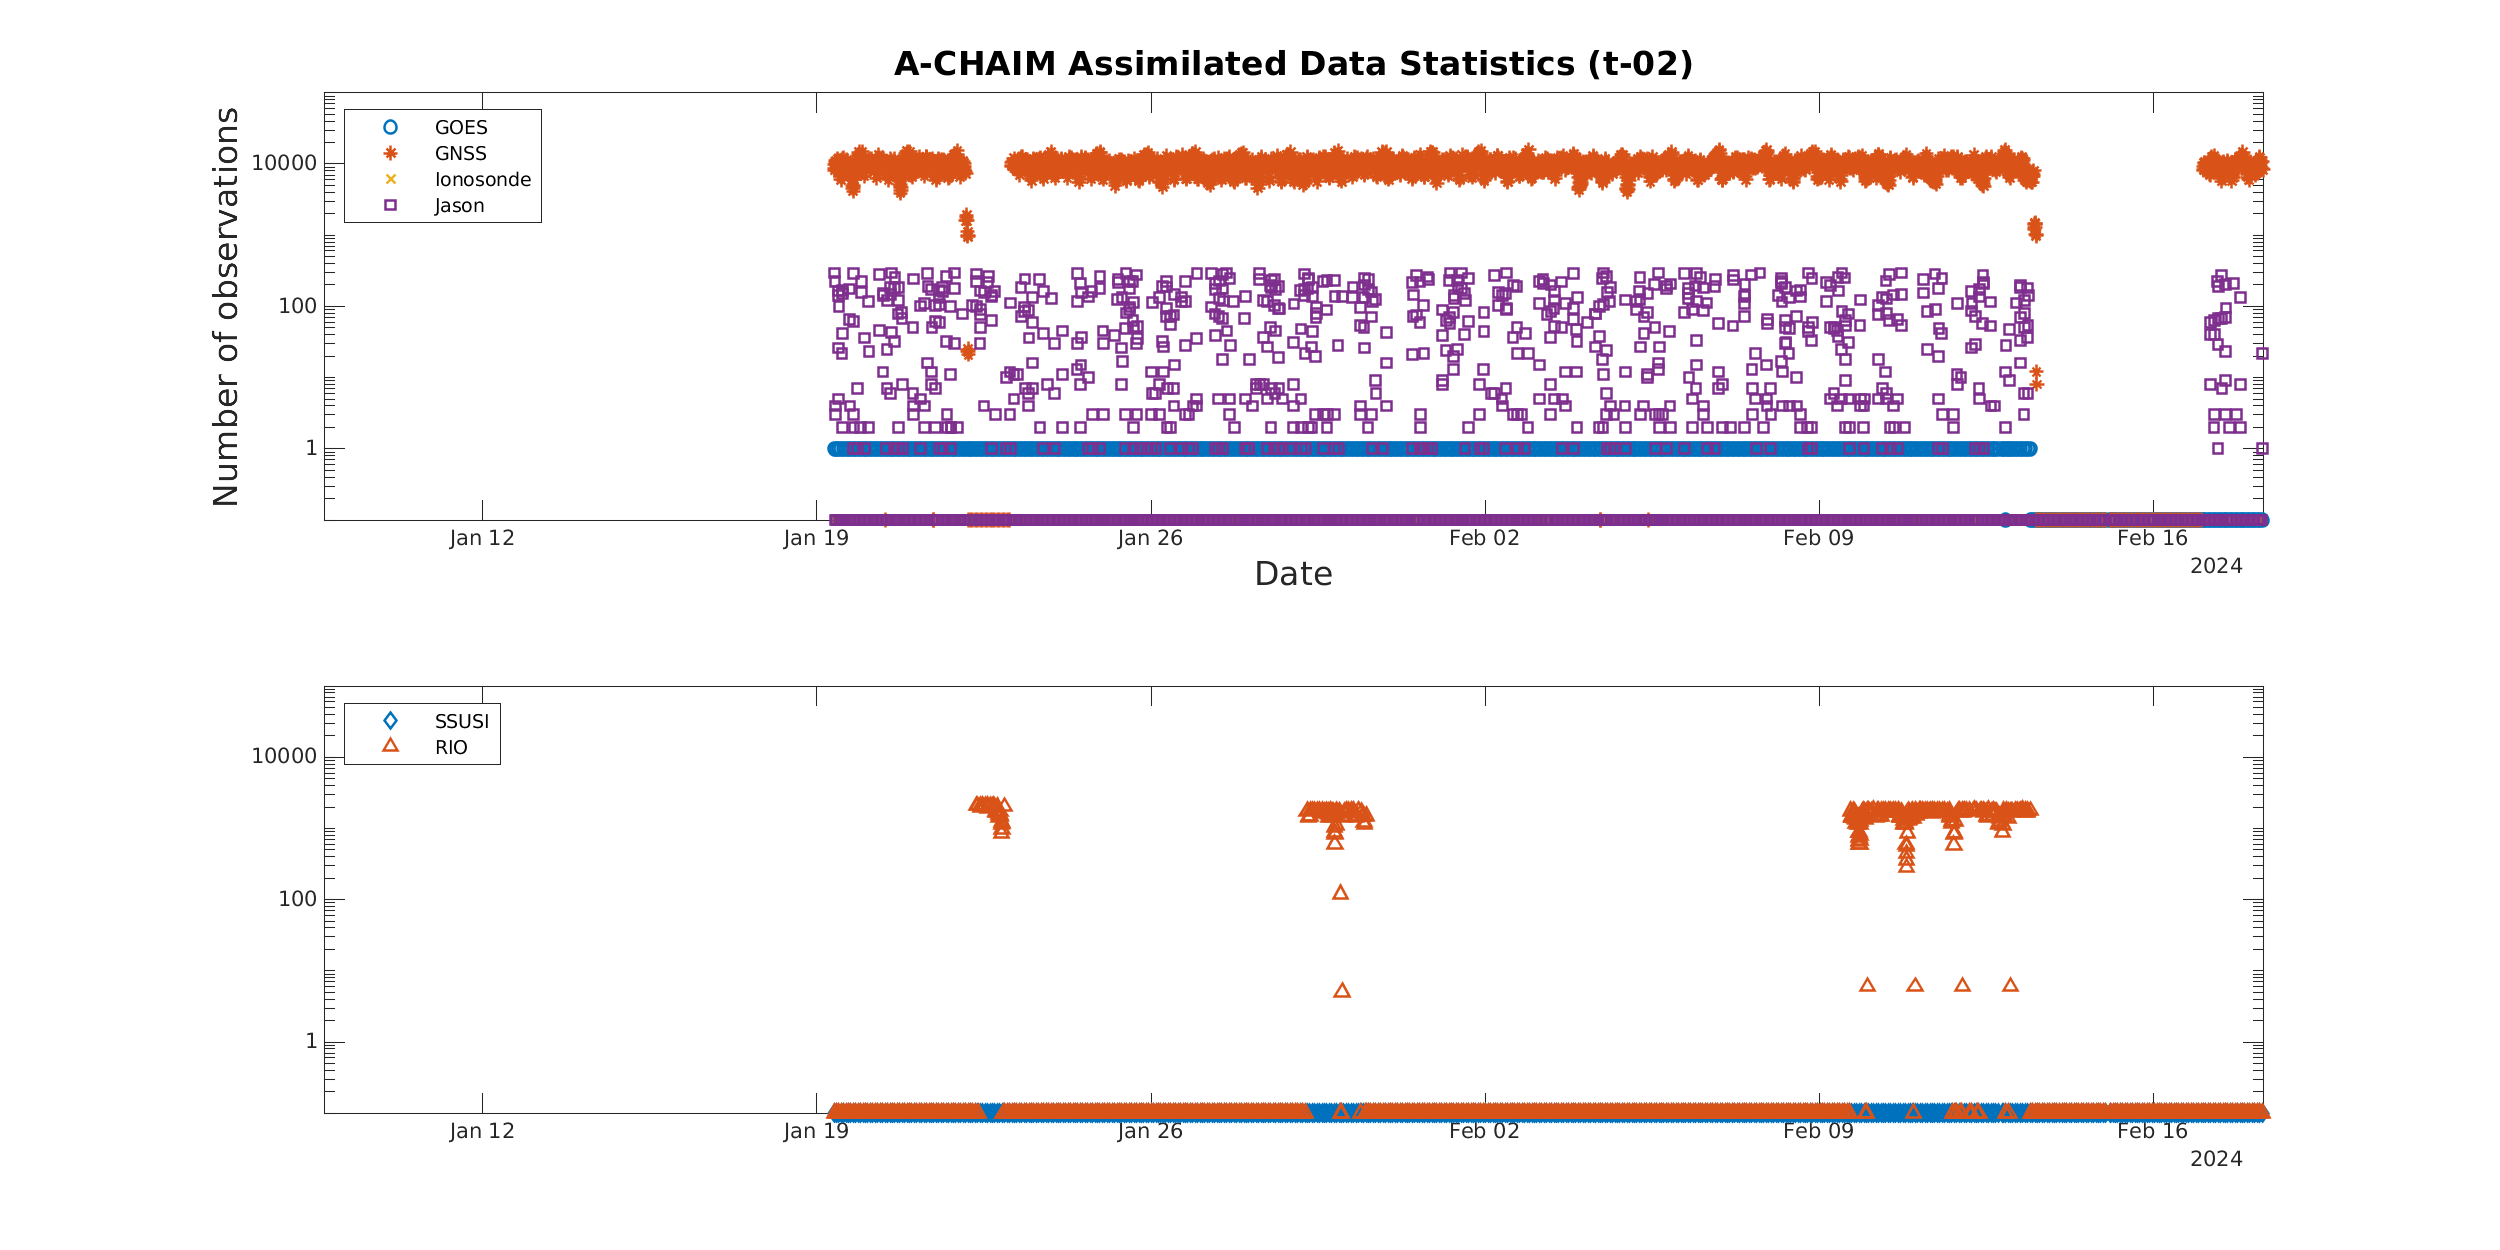 A-CHAIM Assimilated Data Statistics (t-02)
Number of observations
10000
100
1
GOES
GNSS
Ionosonde
Jason
Jan 12
Jan 19
Jan 26
Feb 02
Feb 09
Feb 16
2024
Date
10000
100
1
SSUSI
RIO
Jan 12
Jan 19
Jan 26
Feb 02
Feb 09
Feb 16
2024